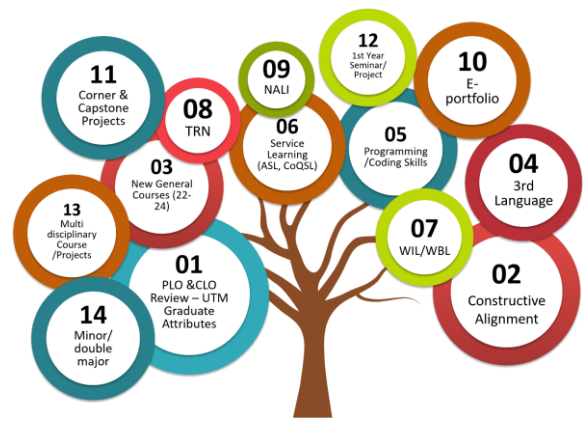 11
Corner &
Capstone
Projects
08
TRN
09
NALI
12
1st Year
Seminar/
Project
10
E-
portfolio
03
New General
Courses (22-
24)
06
Service
Learning
(ASL, CoQSL)
05
Programming
/Coding Skills
04
3rd
Language
13
Multi
disciplinary
Course
/Projects
01
PLO &CLO
Review – UTM
Graduate
Attributes
07
WIL/WBL
02
Constructive
Alignment
14
Minor/
double
major